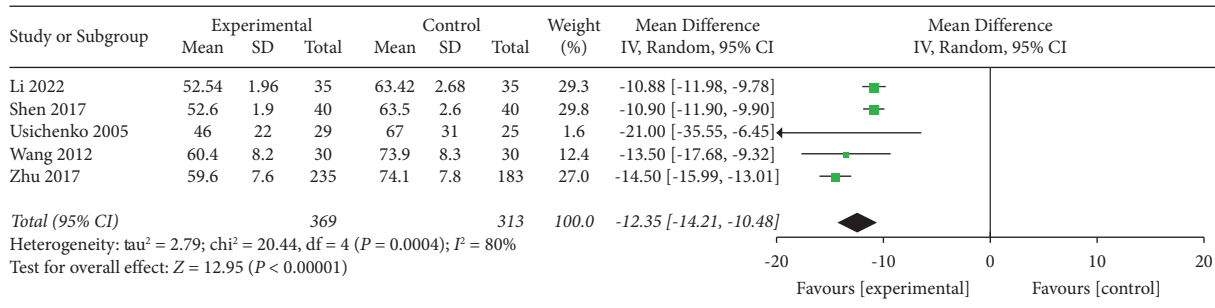 Study or Subgroup Experimental Control Weight Mean Difference Mean Difference
Mean SD Total Mean SD Total (%) IV, Random, 95% CI IV, Random, 95% CI
Li 2022 52.54 1.96 35 63.42 2.68 35 29.3 -10.88 [-11.98, -9.78]
Shen 2017 52.6 1.9 40 63.5 2.6 40 29.8 -10.90 [-11.90, -9.90]
Usichenko 2005 46 22 29 67 31 25 1.6 -21.00 [-35.55, -6.45]
Wang 2012 60.4 8.2 30 73.9 8.3 30 12.4 -13.50 [-17.68, -9.32]
Zhu 2017 59.6 7.6 235 74.1 7.8 183 27.0 -14.50 [-15.99, -13.01]
Total (95% CI) 369 313 100.0 -12.35 [-14.21, -10.48]
Heterogeneity: tau² = 2.79; chi² = 20.44, df = 4 (P = 0.0004); I² = 80%
Test for overall effect: Z = 12.95 (P < 0.00001)
-20 -10 0 10 20
Favours [experimental] Favours [control]